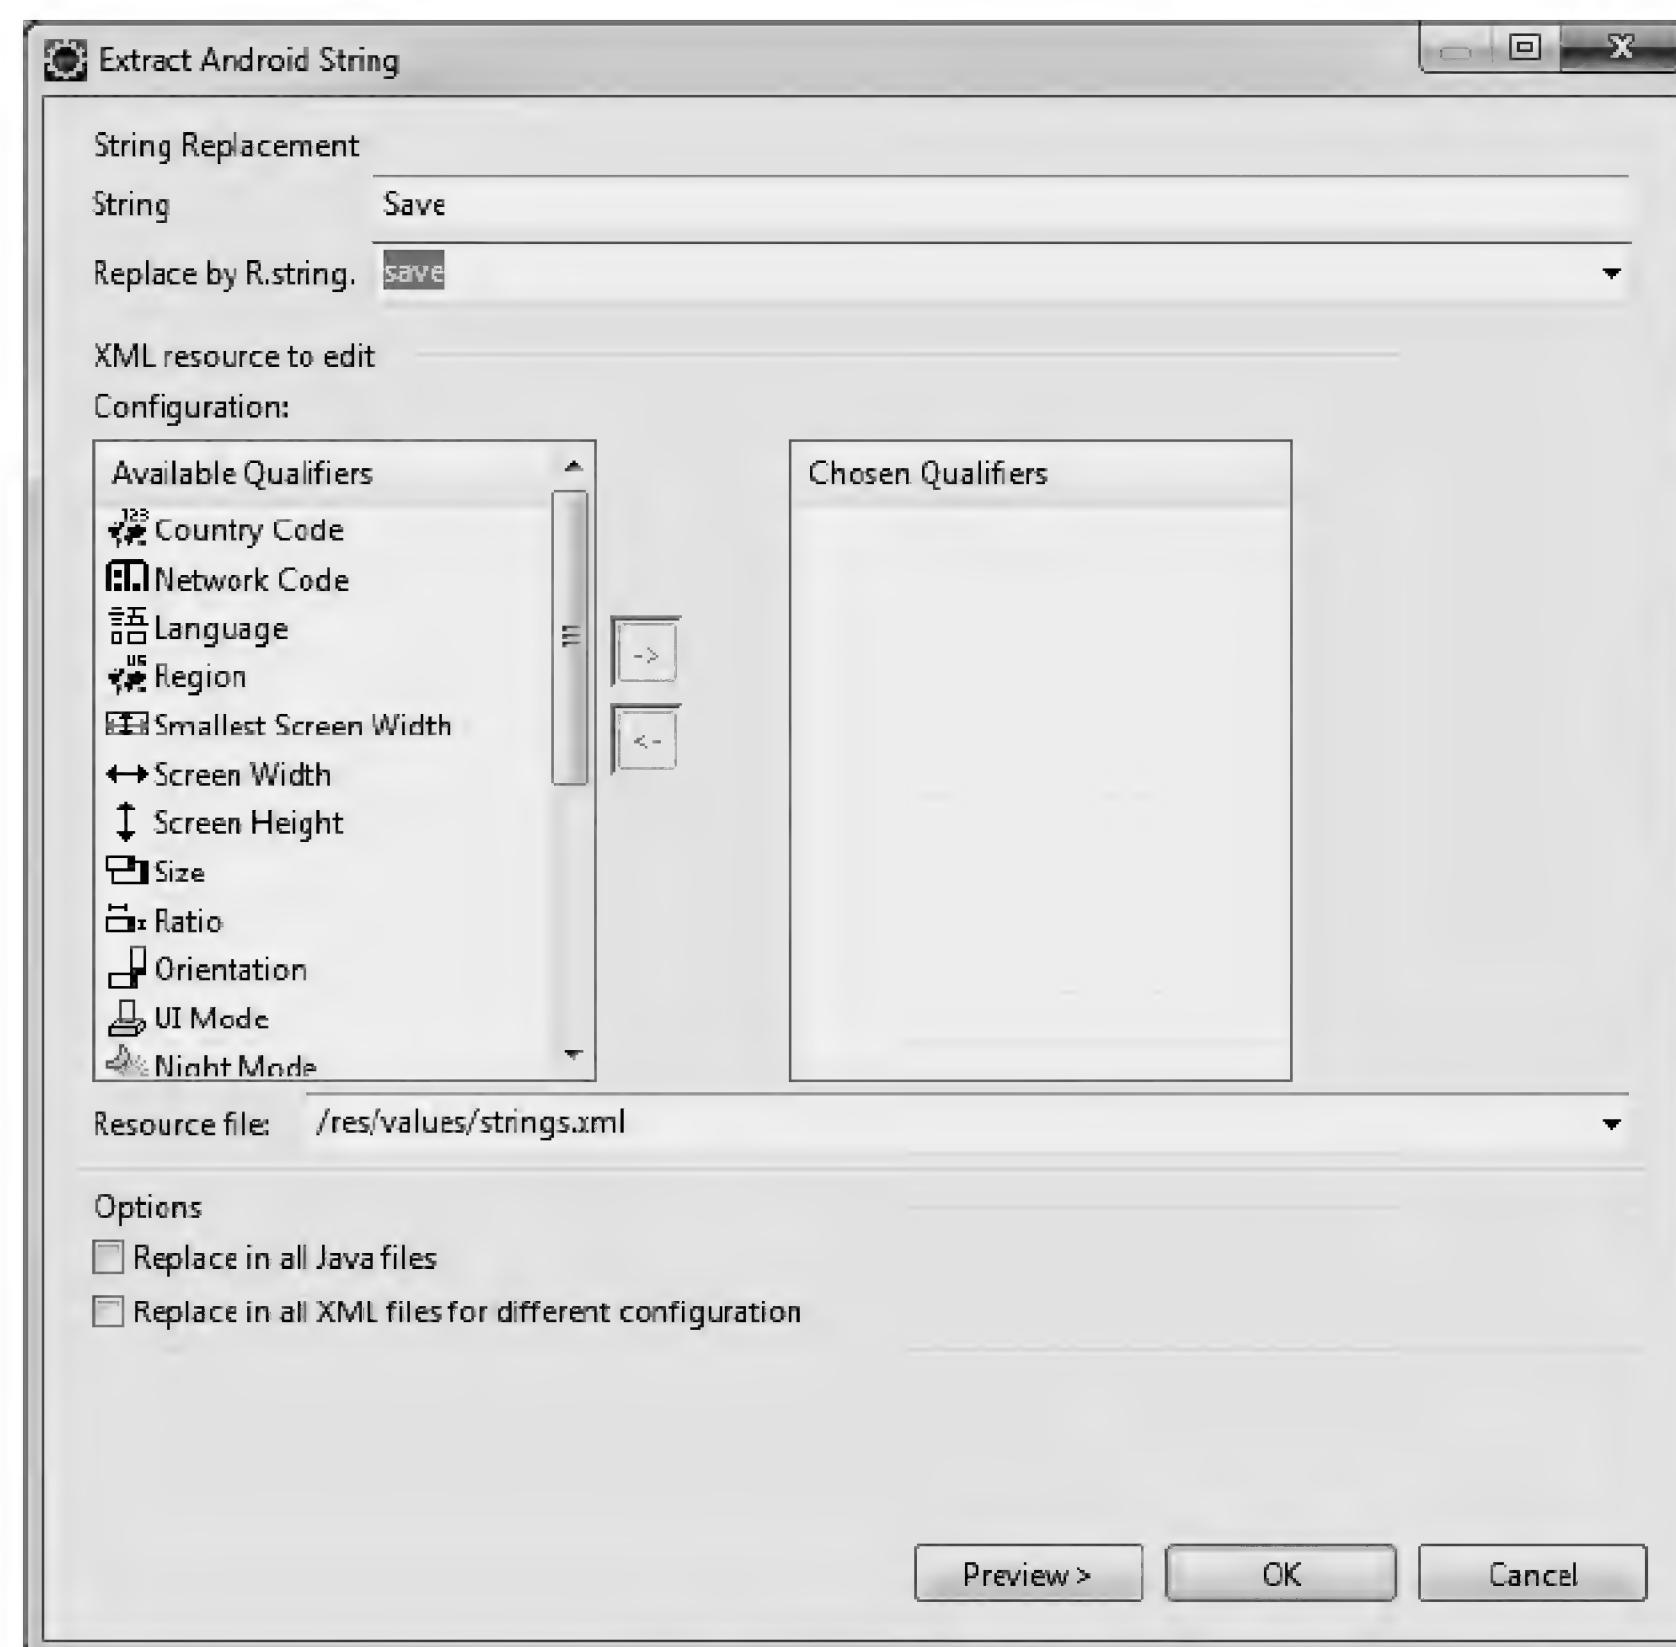 Extract Android String
String Replacement
String Save
Replace by R.string. save
XML resource to edit
Configuration:
Available Qualifiers
Country Code
Network Code
Language
Region
Smallest Screen Width
Screen Width
Screen Height
Size
Ratio
Orientation
UI Mode
Night Mode
->
<-
Chosen Qualifiers
Resource file: /res/values/strings.xml
Options
Replace in all Java files
Replace in all XML files for different configuration
Preview >
OK
Cancel